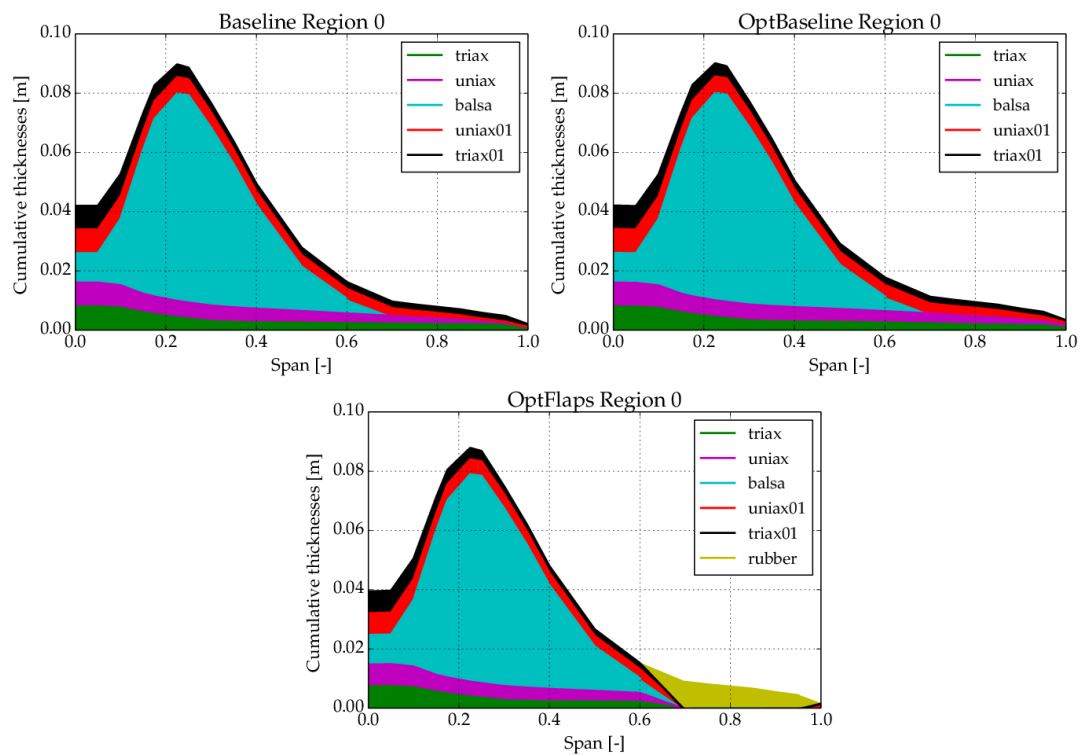 Baseline Region 0
Cumulative thicknesses [m]
0.10
0.08
0.06
0.04
0.02
0.00
triax
uniax
balsa
uniax01
triax01
0.0 0.2 0.4 0.6 0.8 1.0
Span [-]
OptBaseline Region 0
Cumulative thicknesses [m]
0.10
0.08
0.06
0.04
0.02
0.00
triax
uniax
balsa
uniax01
triax01
0.0 0.2 0.4 0.6 0.8 1.0
Span [-]
OptFlaps Region 0
Cumulative thicknesses [m]
0.10
0.08
0.06
0.04
0.02
0.00
triax
uniax
balsa
uniax01
triax01
rubber
0.0 0.2 0.4 0.6 0.8 1.0
Span [-]